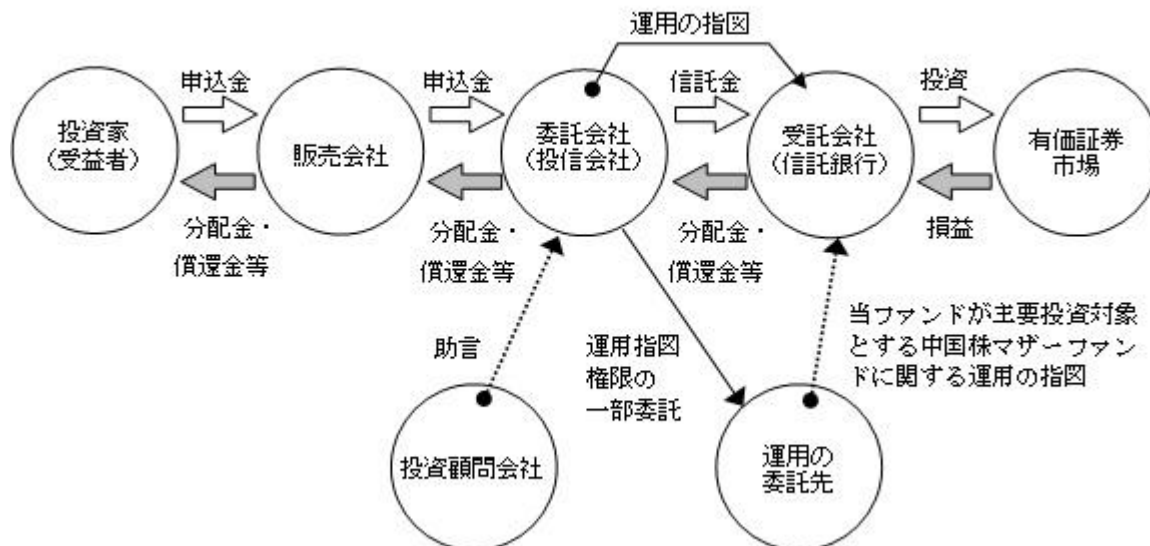 運用の指図
申込金
申込金
信託金
投資
投資家
(受益者)
販売会社
委託会社
(投信会社)
受託会社
(信託銀行)
有価証券
市場
分配金・
償還金等
分配金・
償還金等
分配金・
償還金等
損益
助言
運用指図
権限の
一部委託
当ファンドが主要投資対象
とする中国株マザーファン
ドに関する運用の指図
投資顧問会社
運用の
委託先